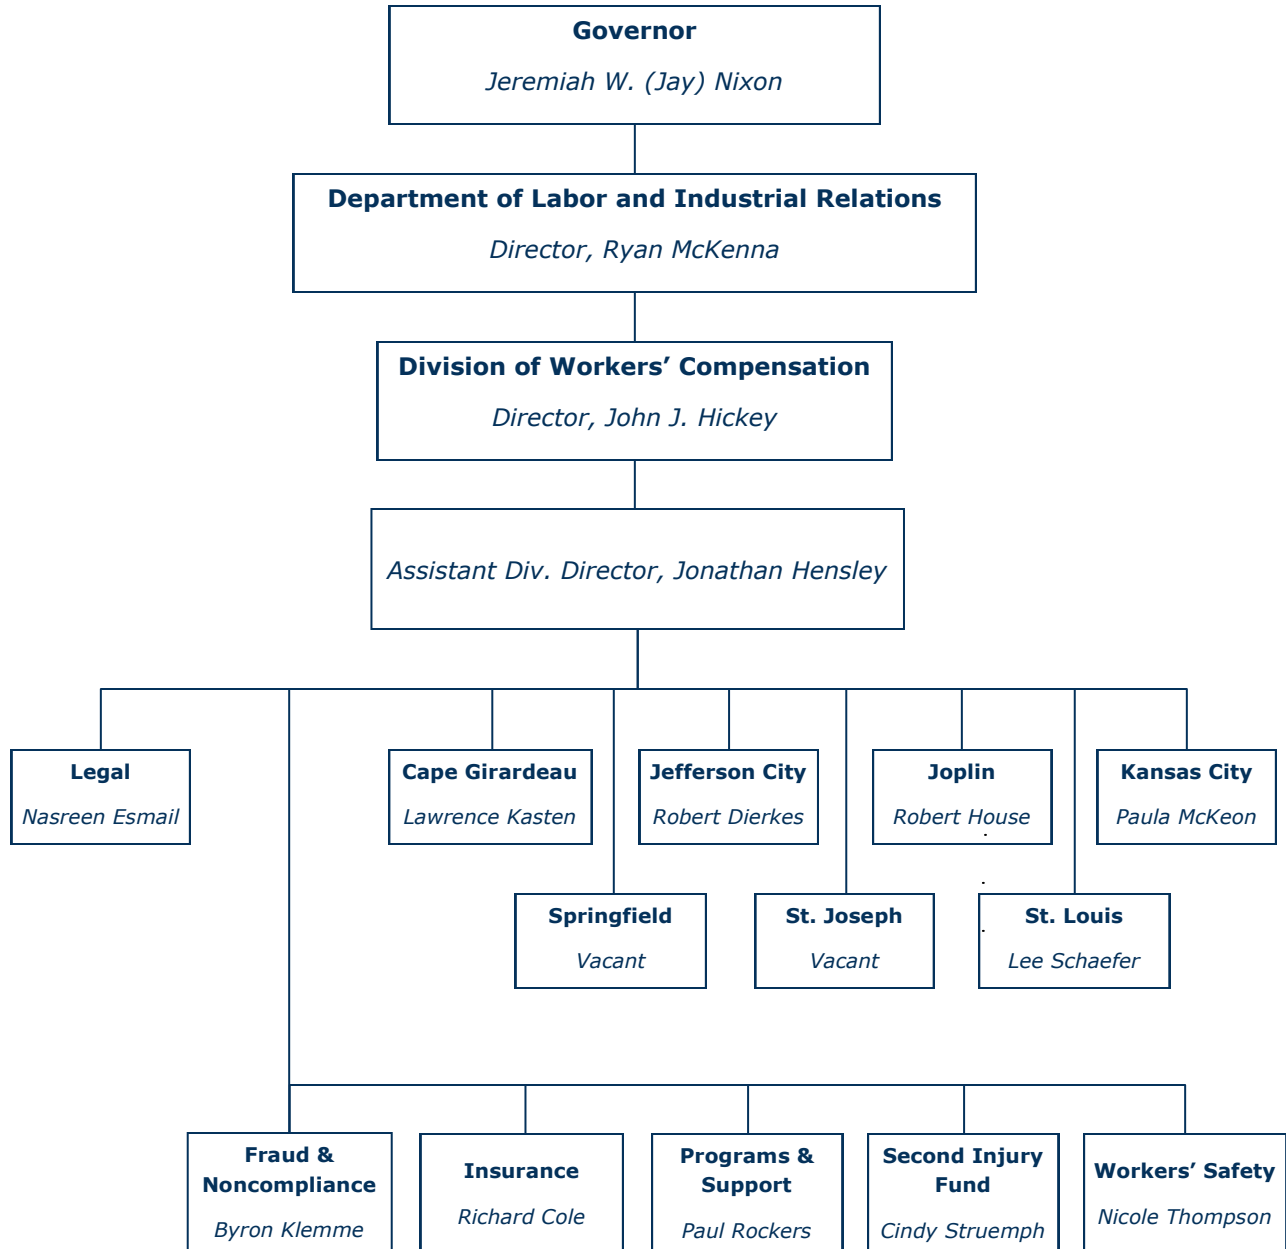 Governor
Jeremiah W. (Jay) Nixon
Department of Labor and Industrial Relations
Director, Ryan McKenna
Division of Workers’ Compensation
Director, John J. Hickey
Assistant Div. Director, Jonathan Hensley
Legal
Nasreen Esmail
Cape Girardeau
Lawrence Kasten
Jefferson City
Robert Dierkes
Joplin
Robert House
Kansas City
Paula McKeon
Springfield
Vacant
St. Joseph
Vacant
St. Louis
Lee Schaefer
Fraud &
Noncompliance
Byron Klemme
Insurance
Richard Cole
Programs &
Support
Paul Rockers
Second Injury
Fund
Cindy Struemph
Workers’ Safety
Nicole Thompson